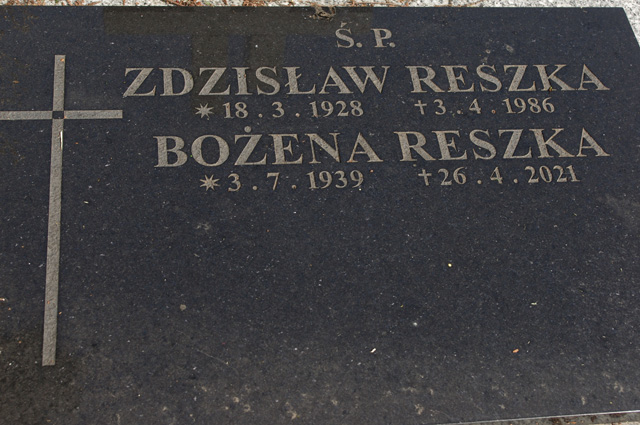 Ś. P.
ZDZISŁAW RESZKA
* 18.3.1928 †3.4.1986
BOŻENA RESZKA
* 3.7.1939 †26.4.2021